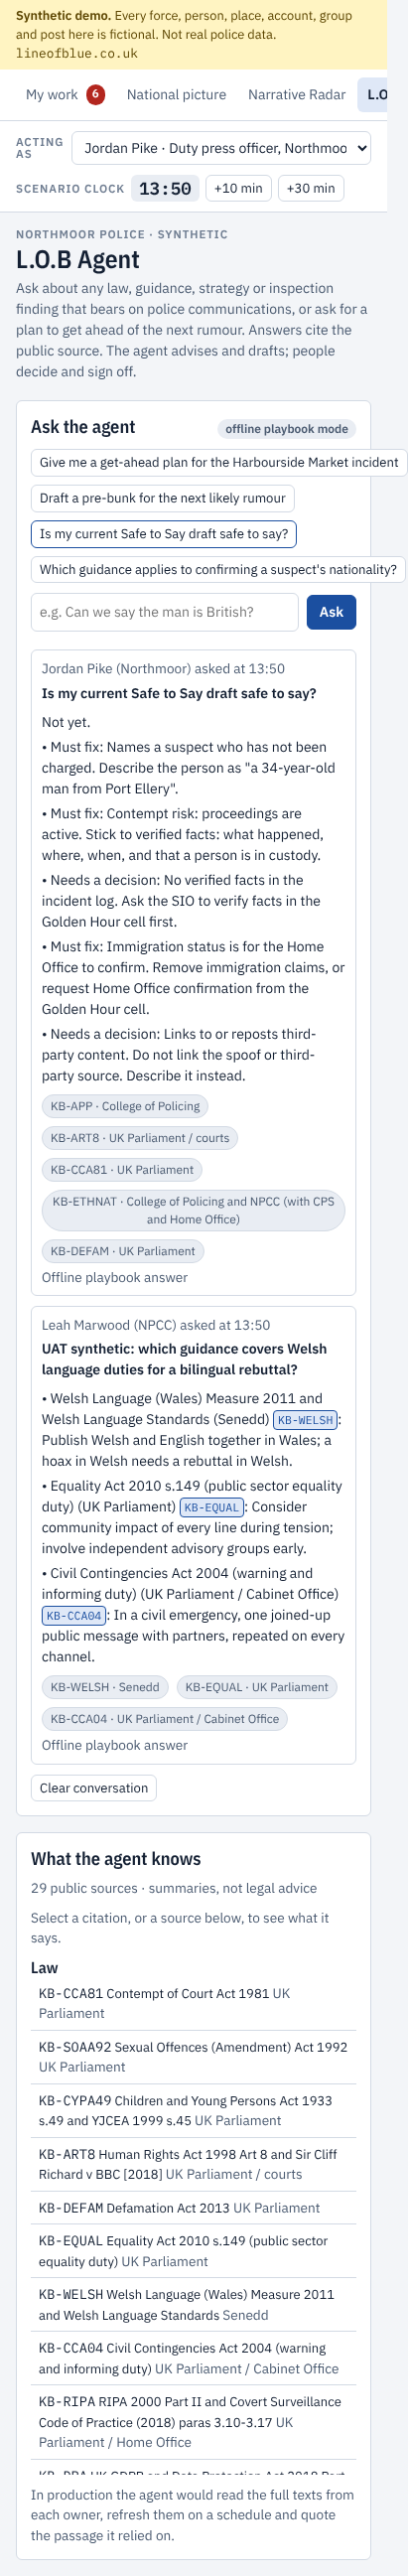 Synthetic demo. Every force, person, place, account, group
and post here is fictional. Not real police data.
lineofblue.co.uk
My work 6 National picture Narrative Radar L.O
ACTING
AS
Jordan Pike · Duty press officer, Northmoo
SCENARIO CLOCK 13:50 +10 min +30 min
NORTHMOOR POLICE · SYNTHETIC
L.O.B Agent
Ask about any law, guidance, strategy or inspection
finding that bears on police communications, or ask for a
plan to get ahead of the next rumour. Answers cite the
public source. The agent advises and drafts; people
decide and sign off.
Ask the agent offline playbook mode
Give me a get-ahead plan for the Harbourside Market incident
Draft a pre-bunk for the next likely rumour
Is my current Safe to Say draft safe to say?
Which guidance applies to confirming a suspect's nationality?
e.g. Can we say the man is British? Ask
Jordan Pike (Northmoor) asked at 13:50
Is my current Safe to Say draft safe to say?
Not yet.
• Must fix: Names a suspect who has not been
charged. Describe the person as "a 34-year-old
man from Port Ellery".
• Must fix: Contempt risk: proceedings are
active. Stick to verified facts: what happened,
where, when, and that a person is in custody.
• Needs a decision: No verified facts in the
incident log. Ask the SIO to verify facts in the
Golden Hour cell first.
• Must fix: Immigration status is for the Home
Office to confirm. Remove immigration claims, or
request Home Office confirmation from the
Golden Hour cell.
• Needs a decision: Links to or reposts third-
party content. Do not link the spoof or third-
party source. Describe it instead.
KB-APP · College of Policing
KB-ART8 · UK Parliament / courts
KB-CCA81 · UK Parliament
KB-ETHNAT · College of Policing and NPCC (with CPS
and Home Office)
KB-DEFAM · UK Parliament
Offline playbook answer
Leah Marwood (NPCC) asked at 13:50
UAT synthetic: which guidance covers Welsh
language duties for a bilingual rebuttal?
• Welsh Language (Wales) Measure 2011 and
Welsh Language Standards (Senedd) KB-WELSH:
Publish Welsh and English together in Wales; a
hoax in Welsh needs a rebuttal in Welsh.
• Equality Act 2010 s.149 (public sector equality
duty) (UK Parliament) KB-EQUAL: Consider
community impact of every line during tension;
involve independent advisory groups early.
• Civil Contingencies Act 2004 (warning and
informing duty) (UK Parliament / Cabinet Office)
KB-CCA04: In a civil emergency, one joined-up
public message with partners, repeated on every
channel.
KB-WELSH · Senedd KB-EQUAL · UK Parliament
KB-CCA04 · UK Parliament / Cabinet Office
Offline playbook answer
Clear conversation
What the agent knows
29 public sources · summaries, not legal advice
Select a citation, or a source below, to see what it
says.
Law
KB-CCA81 Contempt of Court Act 1981 UK
Parliament
KB-SOAA92 Sexual Offences (Amendment) Act 1992
UK Parliament
KB-CYPA49 Children and Young Persons Act 1933
s.49 and YJCEA 1999 s.45 UK Parliament
KB-ART8 Human Rights Act 1998 Art 8 and Sir Cliff
Richard v BBC [2018] UK Parliament / courts
KB-DEFAM Defamation Act 2013 UK Parliament
KB-EQUAL Equality Act 2010 s.149 (public sector
equality duty) UK Parliament
KB-WELSH Welsh Language (Wales) Measure 2011
and Welsh Language Standards Senedd
KB-CCA04 Civil Contingencies Act 2004 (warning
and informing duty) UK Parliament / Cabinet Office
KB-RIPA RIPA 2000 Part II and Covert Surveillance
Code of Practice (2018) paras 3.10-3.17 UK
Parliament / Home Office
In production the agent would read the full texts from
each owner, refresh them on a schedule and quote
the passage it relied on.